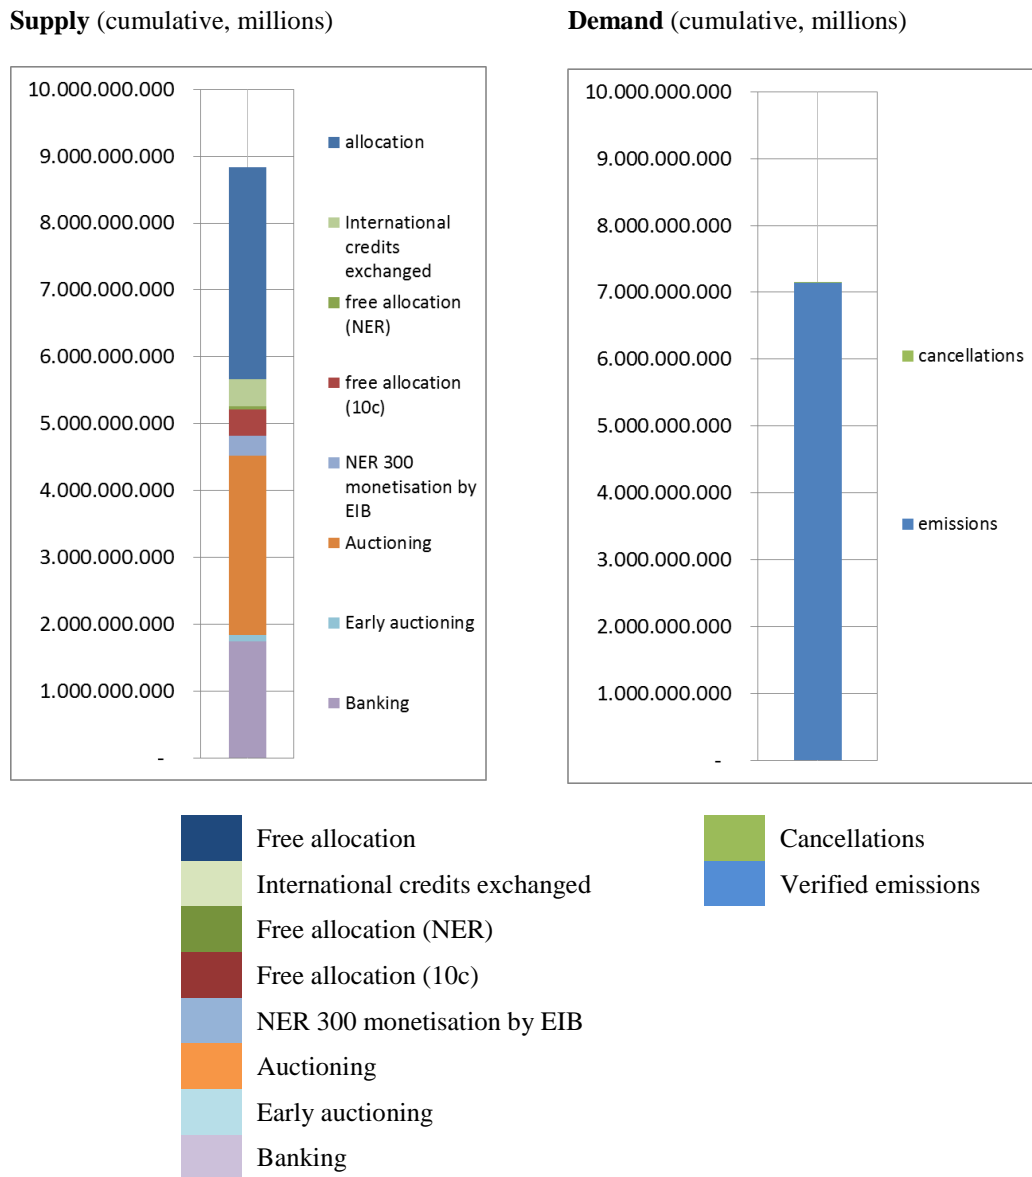 Supply (cumulative, millions)
10.000.000.000
9.000.000.000
8.000.000.000
7.000.000.000
6.000.000.000
5.000.000.000
4.000.000.000
3.000.000.000
2.000.000.000
1.000.000.000
-
allocation
International
credits
exchanged
free allocation
(NER)
free allocation
(10c)
NER 300
monetisation by
EIB
Auctioning
Early auctioning
Banking
Demand (cumulative, millions)
10.000.000.000
9.000.000.000
8.000.000.000
7.000.000.000
6.000.000.000
5.000.000.000
4.000.000.000
3.000.000.000
2.000.000.000
1.000.000.000
-
cancellations
emissions
Free allocation
International credits exchanged
Free allocation (NER)
Free allocation (10c)
NER 300 monetisation by EIB
Auctioning
Early auctioning
Banking
Cancellations
Verified emissions